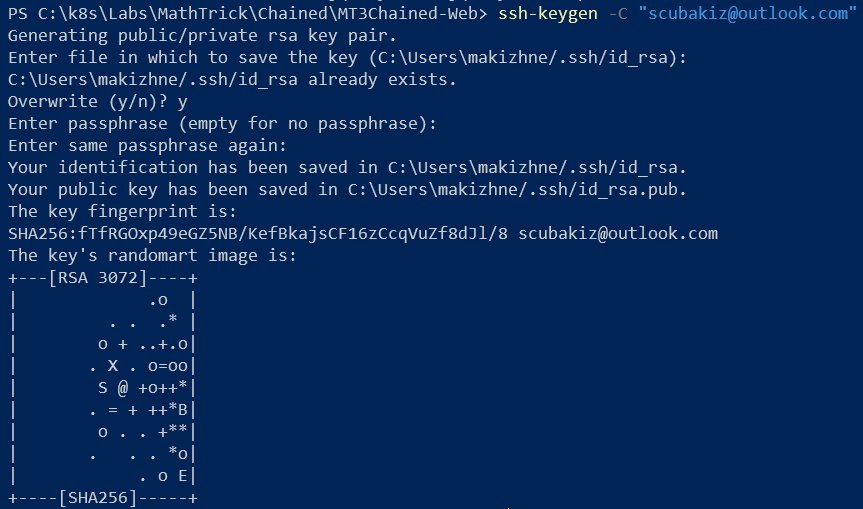 PS C:\k8s\Labs\MathTrick\Chained\MT3Chained-Web> ssh-keygen -C "scubakiz@outlook.com"
Generating public/private rsa key pair.
Enter file in which to save the key (C:\Users\makizhne/.ssh/id_rsa):
C:\Users\makizhne/.ssh/id_rsa already exists.
Overwrite (y/n)? y
Enter passphrase (empty for no passphrase):
Enter same passphrase again:
Your identification has been saved in C:\Users\makizhne/.ssh/id_rsa.
Your public key has been saved in C:\Users\makizhne/.ssh/id_rsa.pub.
The key fingerprint is:
SHA256:fTfRGOxp49eGZ5NB/KefBkajsCF16zCcqVuZf8dJl/8 scubakiz@outlook.com
The key's randomart image is:
+---[RSA 3072]----+
|             .o  |
|         . .  .* |
|        o + ..+.o|
|       . X . o=oo|
|        S @ +o++*|
|       . = + ++*B|
|        o . . +**|
|       .   . . *o|
|            . o E|
+----[SHA256]-----+